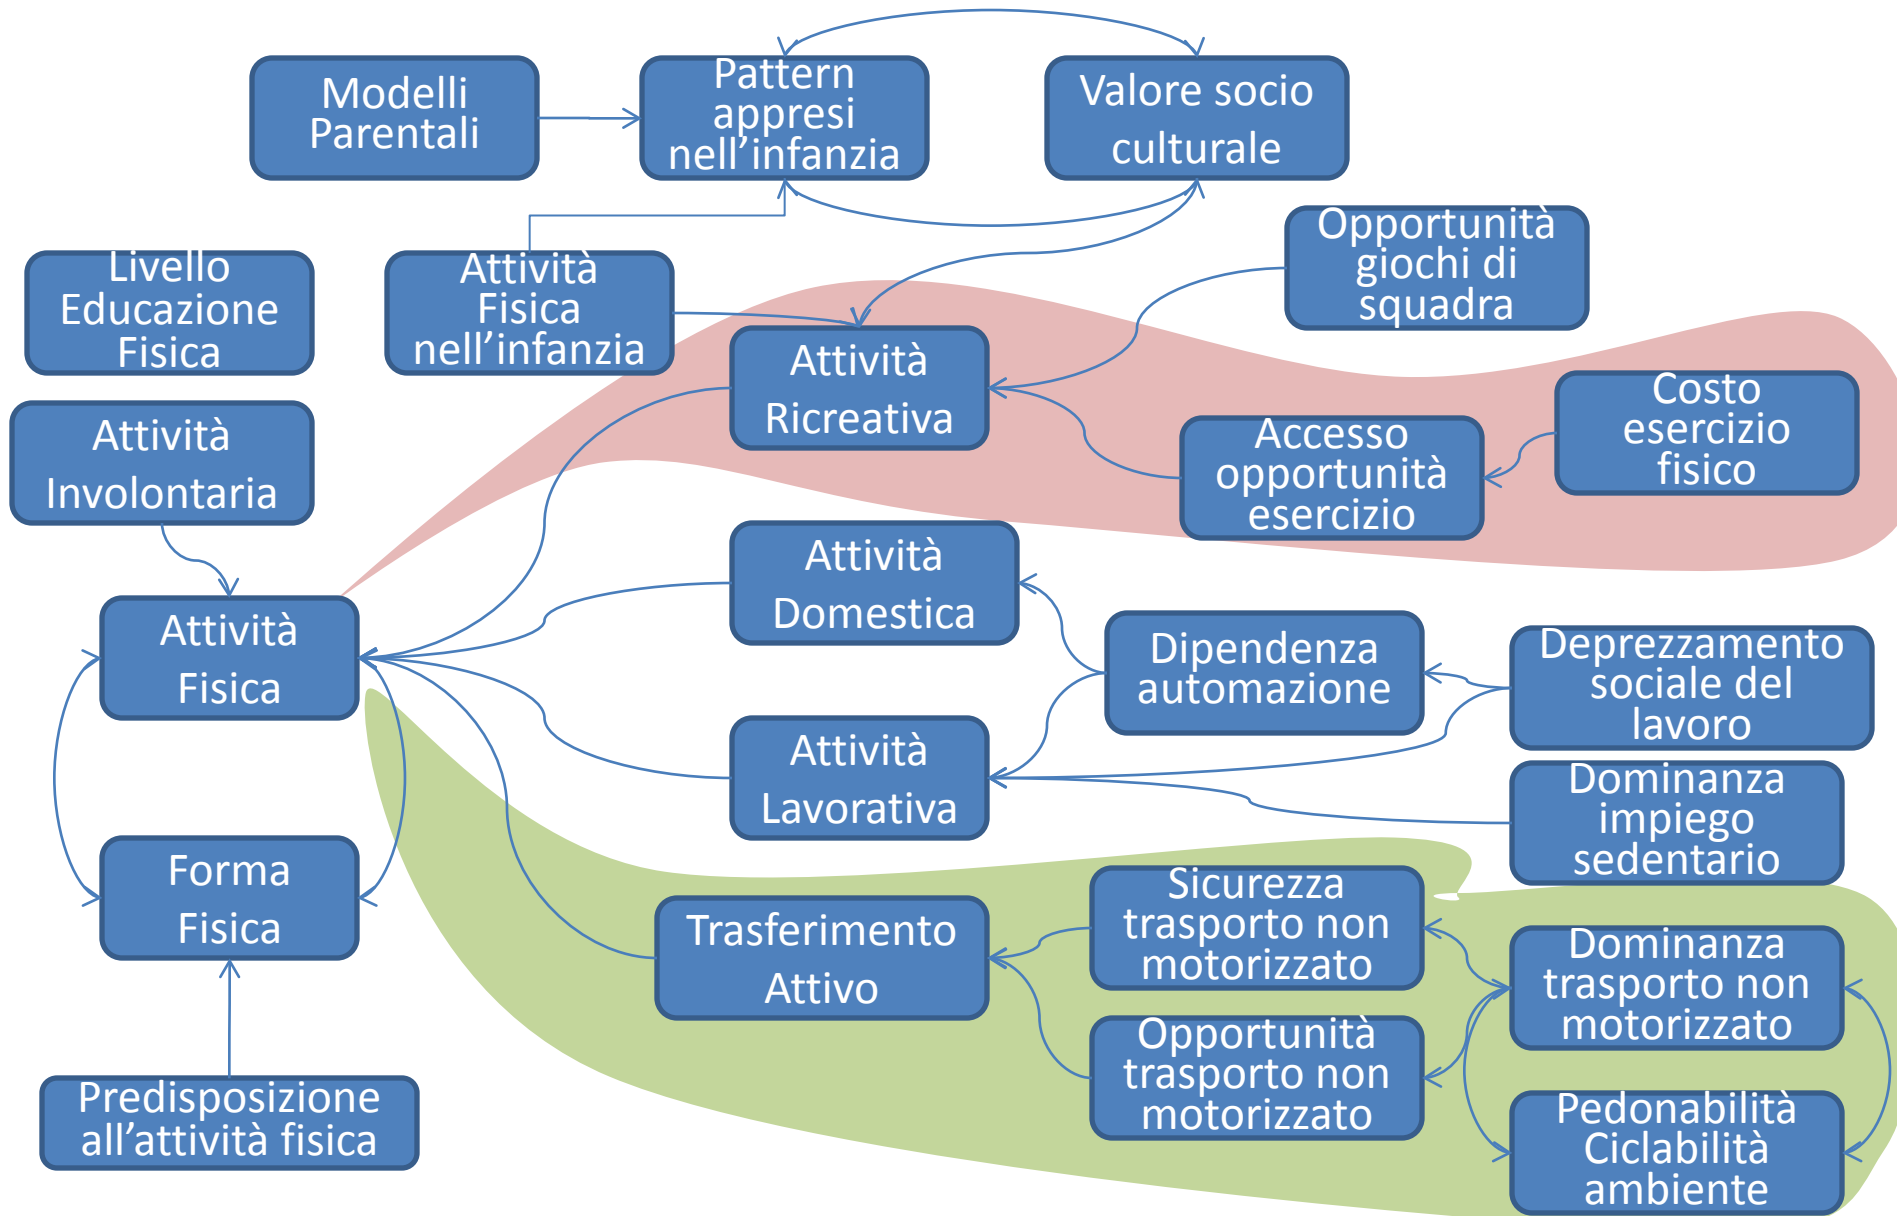 Modelli
Parentali
Pattern
appresi
nell’infanzia
Valore socio
culturale
Opportunità
giochi di
squadra
Livello
Educazione
Fisica
Attività
Fisica
nell’infanzia
Attività
Ricreativa
Costo
esercizio
fisico
Attività
Involontaria
Accesso
opportunità
esercizio
Attività
Domestica
Attività
Fisica
Dipendenza
automazione
Deprezzamento
sociale del
lavoro
Attività
Lavorativa
Dominanza
impiego
sedentario
Forma
Fisica
Sicurezza
trasporto non
motorizzato
Trasferimento
Attivo
Dominanza
trasporto non
motorizzato
Opportunità
trasporto non
motorizzato
Predisposizione
all’attività fisica
Pedonabilità
Ciclabilità
ambiente